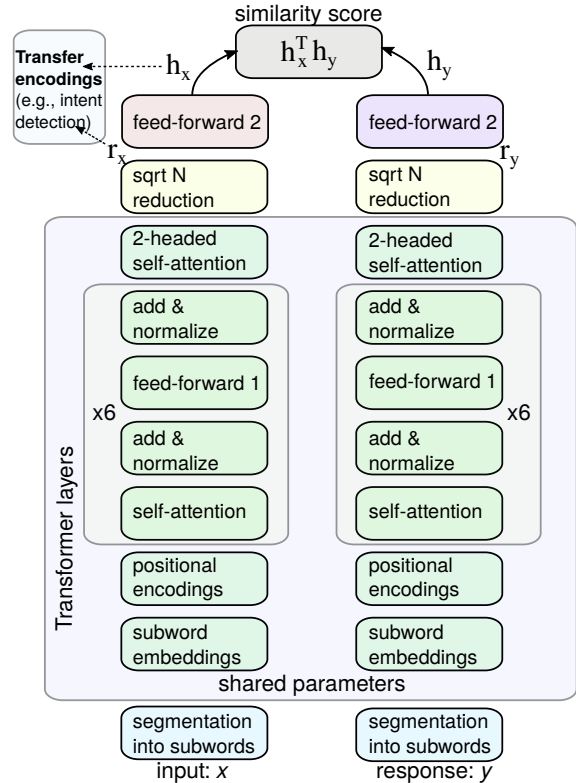 similarity score
h_x^T h_y
Transfer
encodings
(e.g., intent
detection)
h_x
h_y
r_x
r_y
feed-forward 2
feed-forward 2
sqrt N
reduction
sqrt N
reduction
2-headed
self-attention
2-headed
self-attention
add &
normalize
add &
normalize
feed-forward 1
feed-forward 1
x6
x6
add &
normalize
add &
normalize
self-attention
self-attention
Transformer layers
positional
encodings
positional
encodings
subword
embeddings
subword
embeddings
shared parameters
segmentation
into subwords
segmentation
into subwords
input: x
response: y